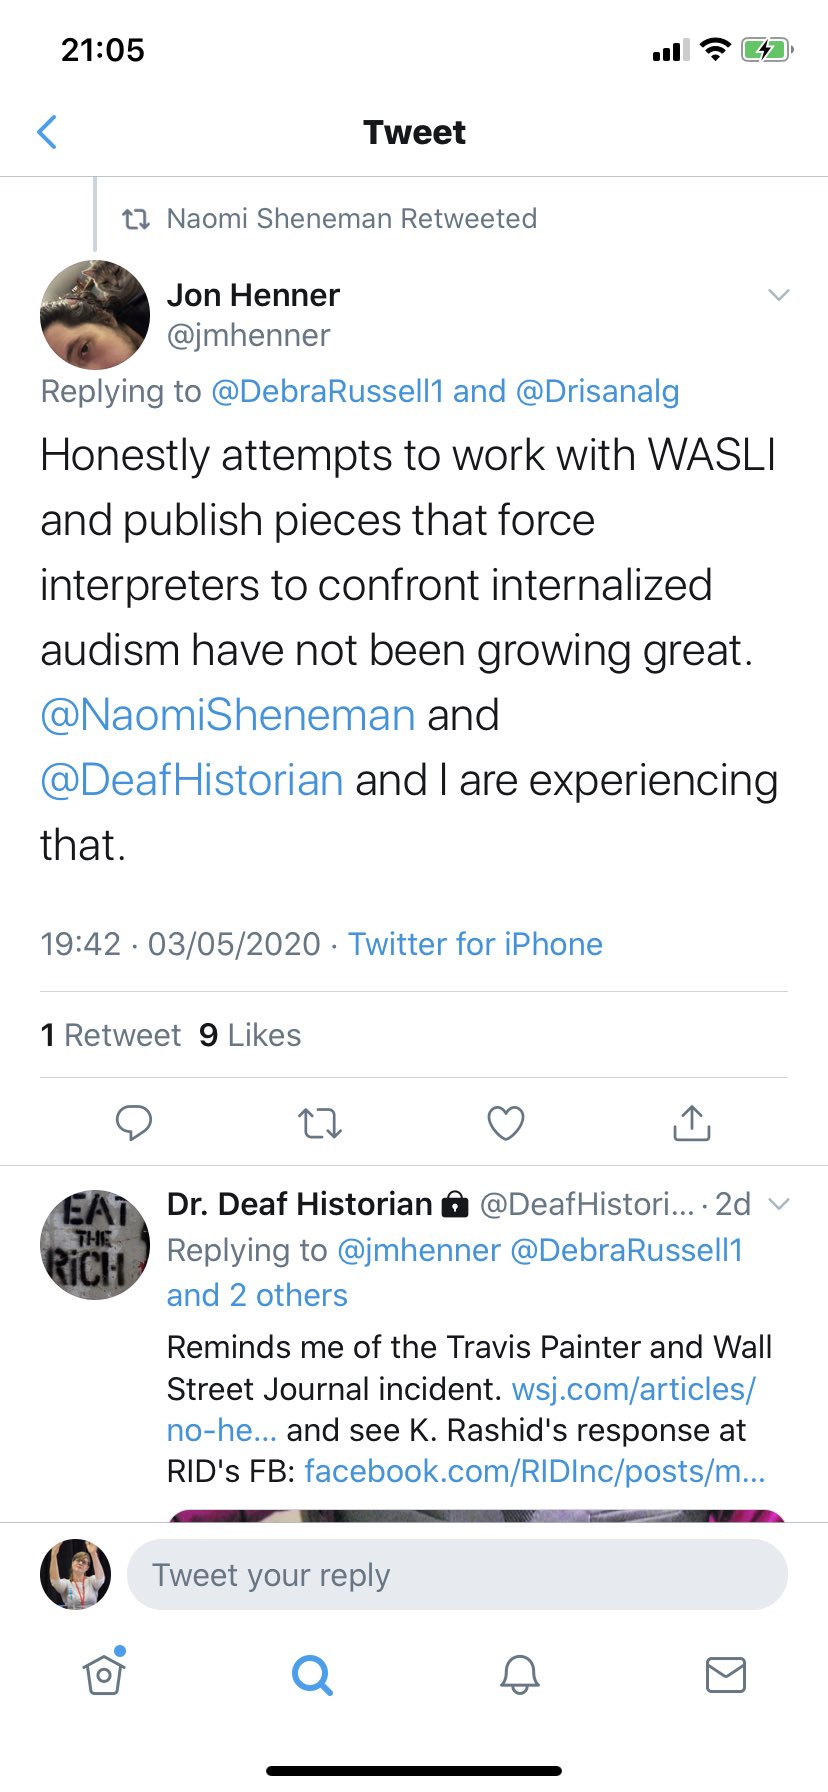 21:05
Tweet
Naomi Sheneman Retweeted
Jon Henner
@jmhenner
Replying to @DebraRussell1 and @Drisanalg
Honestly attempts to work with WASLI
and publish pieces that force
interpreters to confront internalized
audism have not been growing great.
@NaomiSheneman and
@DeafHistorian and I are experiencing
that.
19:42 · 03/05/2020 · Twitter for iPhone
1 Retweet 9 Likes
Dr. Deaf Historian @DeafHistori... · 2d
EAT
THE
RICH
Replying to @jmhenner @DebraRussell1
and 2 others
Reminds me of the Travis Painter and Wall
Street Journal incident. wsj.com/articles/
no-he... and see K. Rashid's response at
RID's FB: facebook.com/RIDInc/posts/m...
Tweet your reply